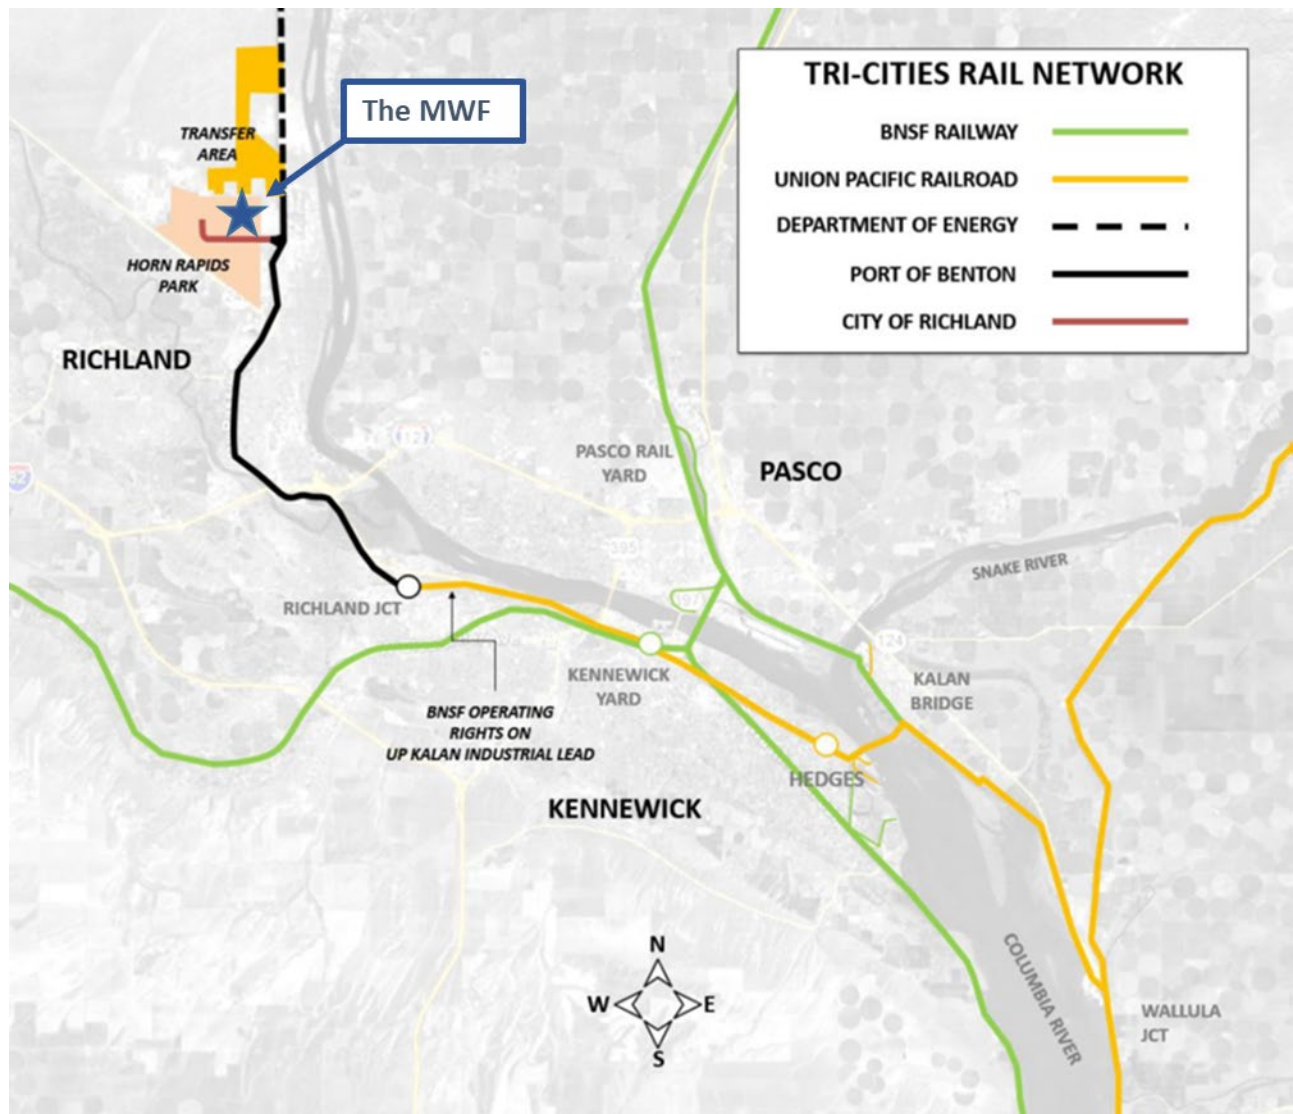 The MWF
TRANSFER
AREA
HORN RAPIDS
PARK
RICHLAND
TRI-CITIES RAIL NETWORK
BNSF RAILWAY
UNION PACIFIC RAILROAD
DEPARTMENT OF ENERGY
PORT OF BENTON
CITY OF RICHLAND
PASCO RAIL
YARD
PASCO
395
SNAKE RIVER
RICHLAND JCT
124
KENNEWICK
YARD
KALAN
BRIDGE
BNSF OPERATING
RIGHTS ON
UP KALAN INDUSTRIAL LEAD
HEDGES
KENNEWICK
N
W
E
S
COLUMBIA RIVER
WALLULA
JCT